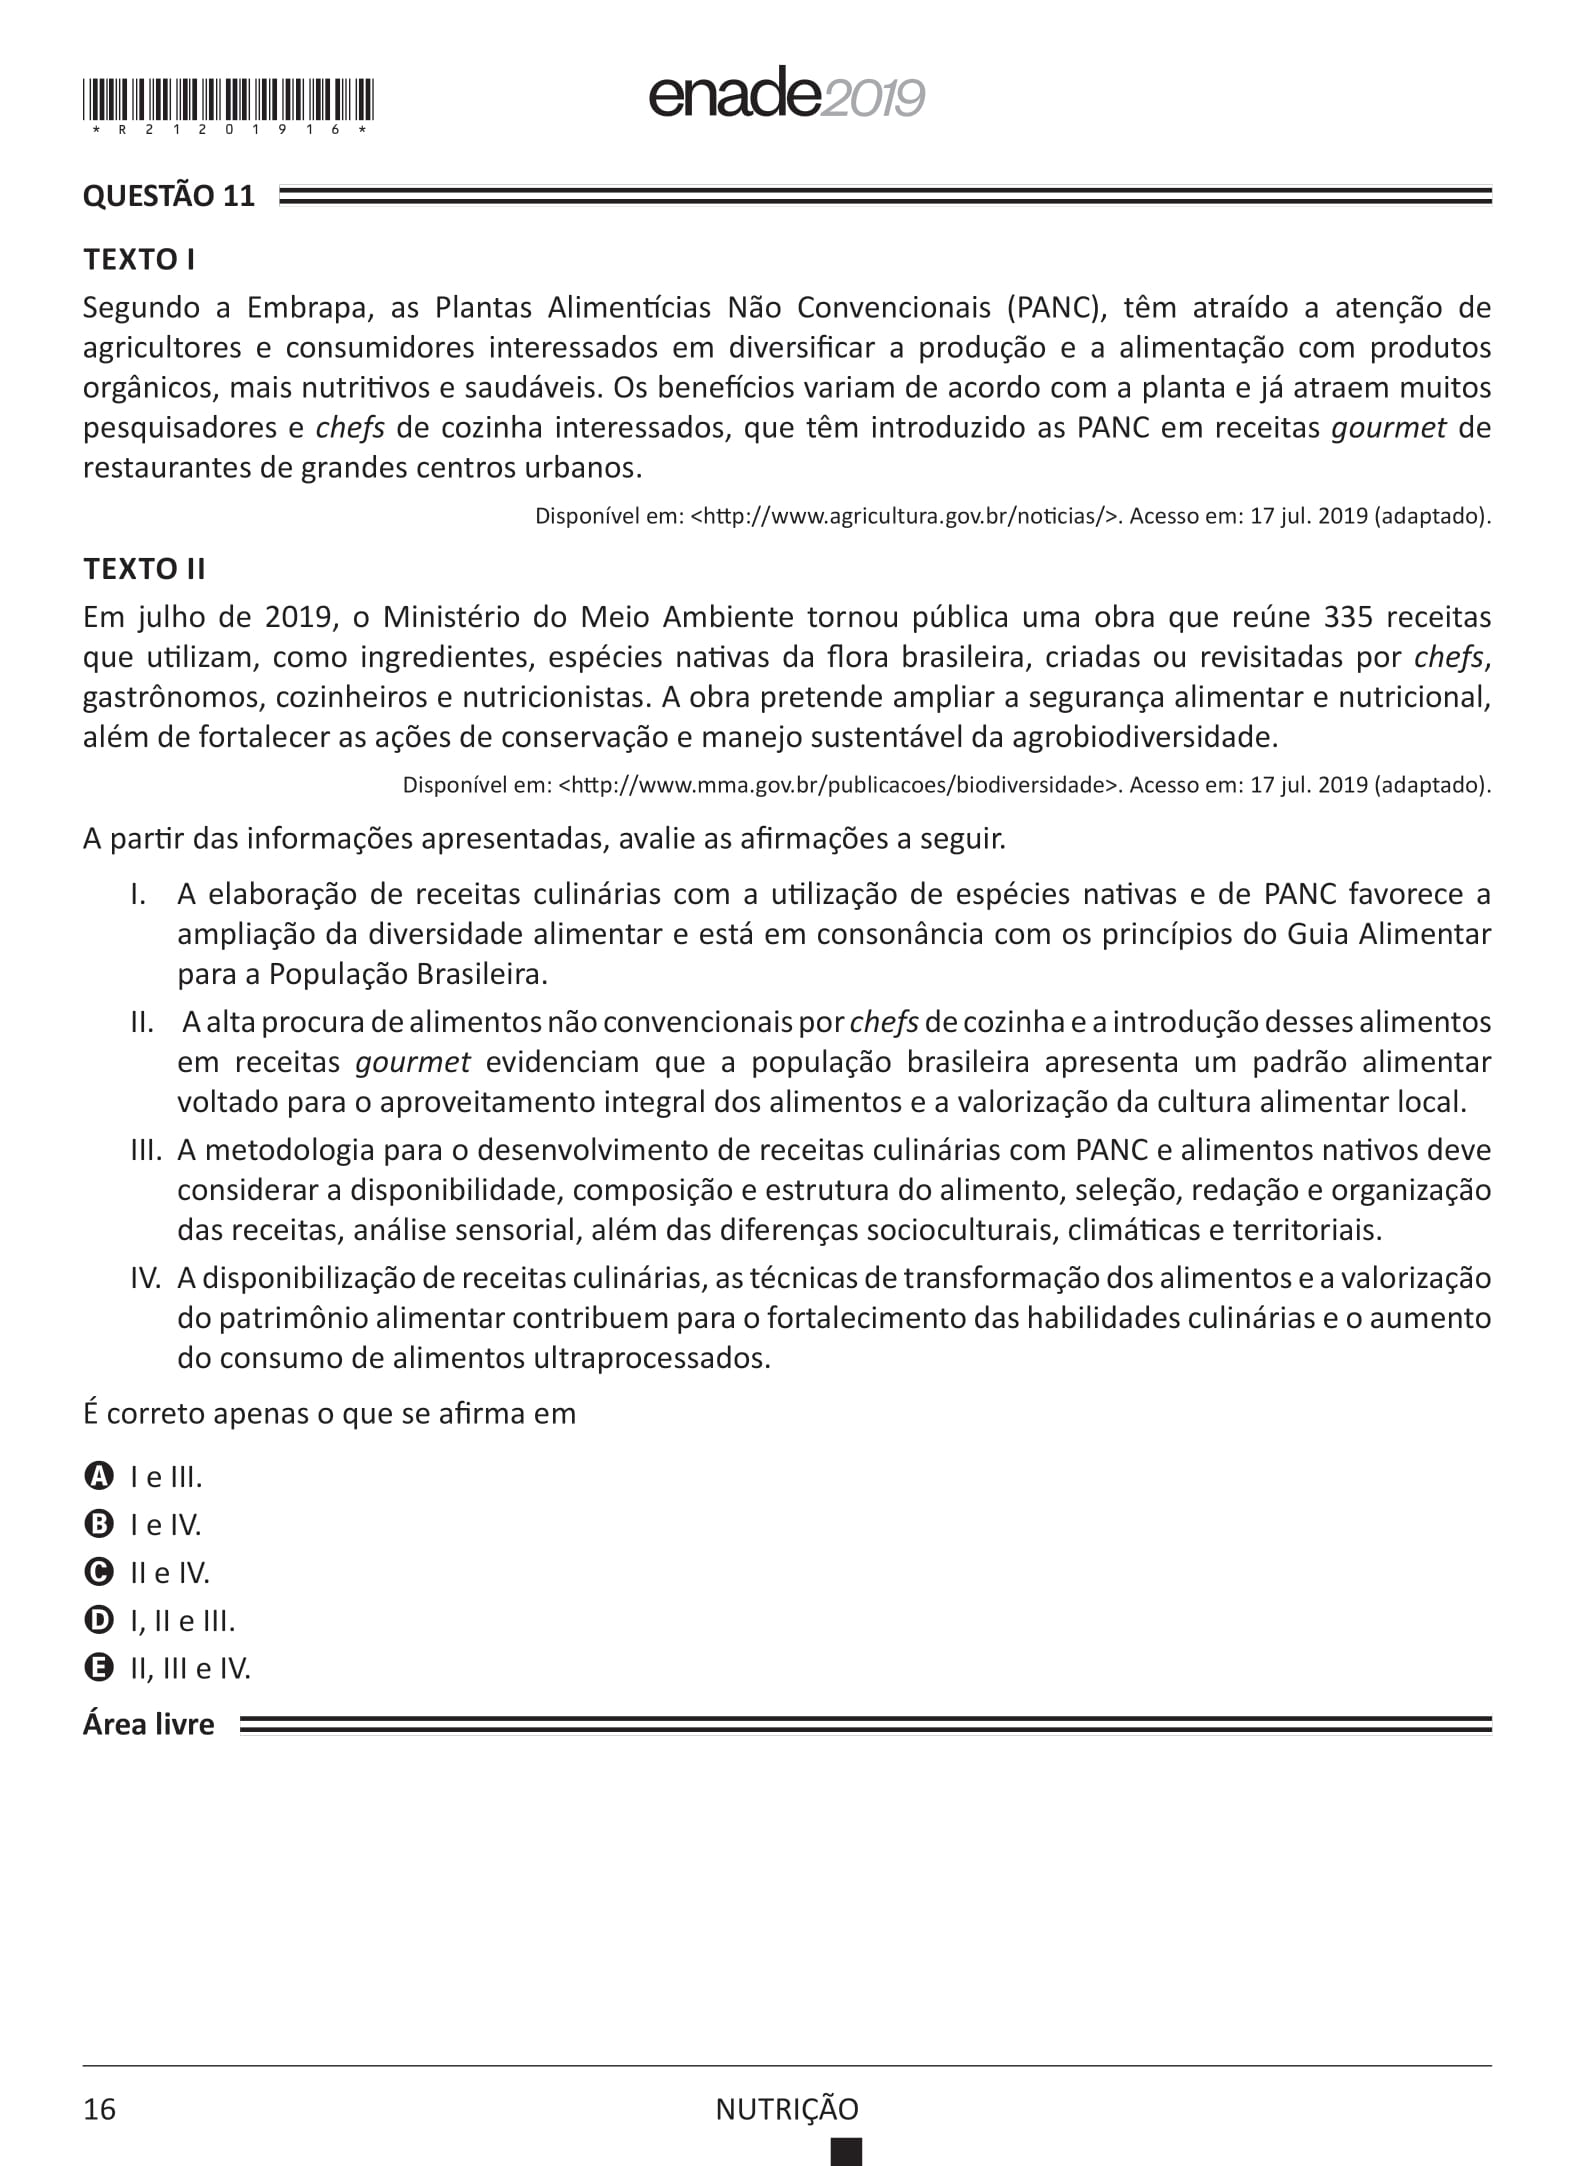 *R21201916*
enade2019
QUESTÃO 11
TEXTO I
Segundo a Embrapa, as Plantas Alimentícias Não Convencionais (PANC), têm atraído a atenção de
agricultores e consumidores interessados em diversificar a produção e a alimentação com produtos
orgânicos, mais nutritivos e saudáveis. Os benefícios variam de acordo com a planta e já atraem muitos
pesquisadores e chefs de cozinha interessados, que têm introduzido as PANC em receitas gourmet de
restaurantes de grandes centros urbanos.
Disponível em: <http://www.agricultura.gov.br/noticias/>. Acesso em: 17 jul. 2019 (adaptado).
TEXTO II
Em julho de 2019, o Ministério do Meio Ambiente tornou pública uma obra que reúne 335 receitas
que utilizam, como ingredientes, espécies nativas da flora brasileira, criadas ou revisitadas por chefs,
gastrônomos, cozinheiros e nutricionistas. A obra pretende ampliar a segurança alimentar e nutricional,
além de fortalecer as ações de conservação e manejo sustentável da agrobiodiversidade.
Disponível em: <http://www.mma.gov.br/publicacoes/biodiversidade>. Acesso em: 17 jul. 2019 (adaptado).
A partir das informações apresentadas, avalie as afirmações a seguir.
I. A elaboração de receitas culinárias com a utilização de espécies nativas e de PANC favorece a
ampliação da diversidade alimentar e está em consonância com os princípios do Guia Alimentar
para a População Brasileira.
II. A alta procura de alimentos não convencionais por chefs de cozinha e a introdução desses alimentos
em receitas gourmet evidenciam que a população brasileira apresenta um padrão alimentar
voltado para o aproveitamento integral dos alimentos e a valorização da cultura alimentar local.
III. A metodologia para o desenvolvimento de receitas culinárias com PANC e alimentos nativos deve
considerar a disponibilidade, composição e estrutura do alimento, seleção, redação e organização
das receitas, análise sensorial, além das diferenças socioculturais, climáticas e territoriais.
IV. A disponibilização de receitas culinárias, as técnicas de transformação dos alimentos e a valorização
do patrimônio alimentar contribuem para o fortalecimento das habilidades culinárias e o aumento
do consumo de alimentos ultraprocessados.
É correto apenas o que se afirma em
A I e III.
B I e IV.
C II e IV.
D I, II e III.
E II, III e IV.
Área livre
16
NUTRIÇÃO